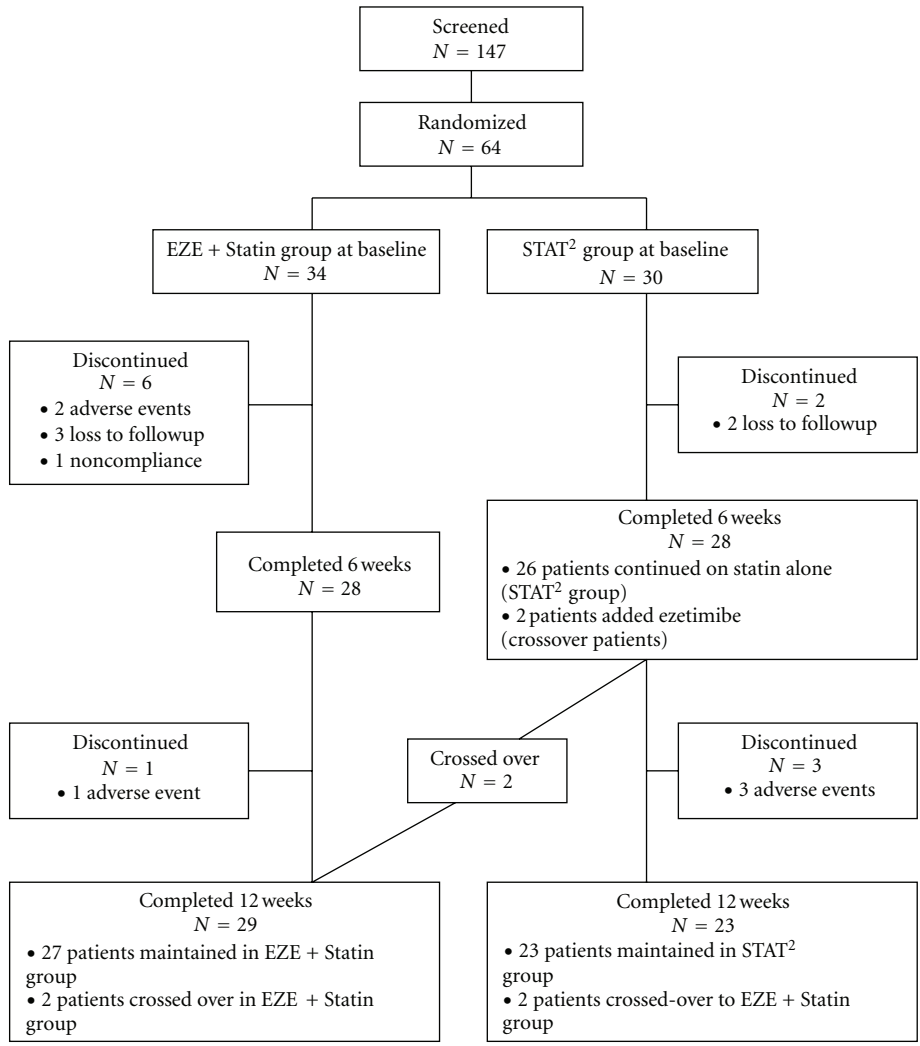 Screened
N = 147
Randomized
N = 64
EZE + Statin group at baseline
N = 34
STAT² group at baseline
N = 30
Discontinued
N = 6
• 2 adverse events
• 3 loss to followup
• 1 noncompliance
Discontinued
N = 2
• 2 loss to followup
Completed 6 weeks
N = 28
Completed 6 weeks
N = 28
• 26 patients continued on statin alone
(STAT² group)
• 2 patients added ezetimibe
(crossover patients)
Discontinued
N = 1
• 1 adverse event
Crossed over
N = 2
Discontinued
N = 3
• 3 adverse events
Completed 12 weeks
N = 29
• 27 patients maintained in EZE + Statin
group
• 2 patients crossed over in EZE + Statin
group
Completed 12 weeks
N = 23
• 23 patients maintained in STAT²
group
• 2 patients crossed-over to EZE + Statin
group